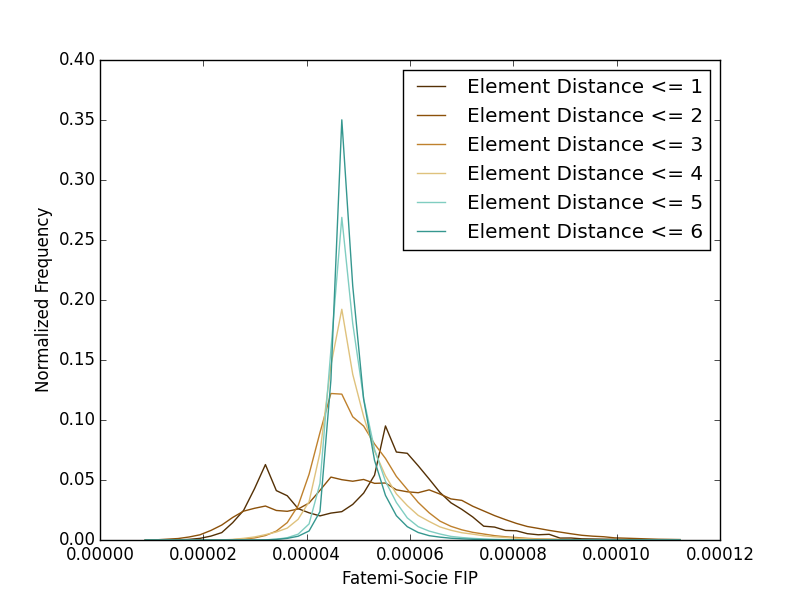 0.40
0.35
0.30
0.25
0.20
0.15
0.10
0.05
0.00
Normalized Frequency
Element Distance <= 1
Element Distance <= 2
Element Distance <= 3
Element Distance <= 4
Element Distance <= 5
Element Distance <= 6
0.00000 0.00002 0.00004 0.00006 0.00008 0.00010 0.00012
Fatemi-Socie FIP